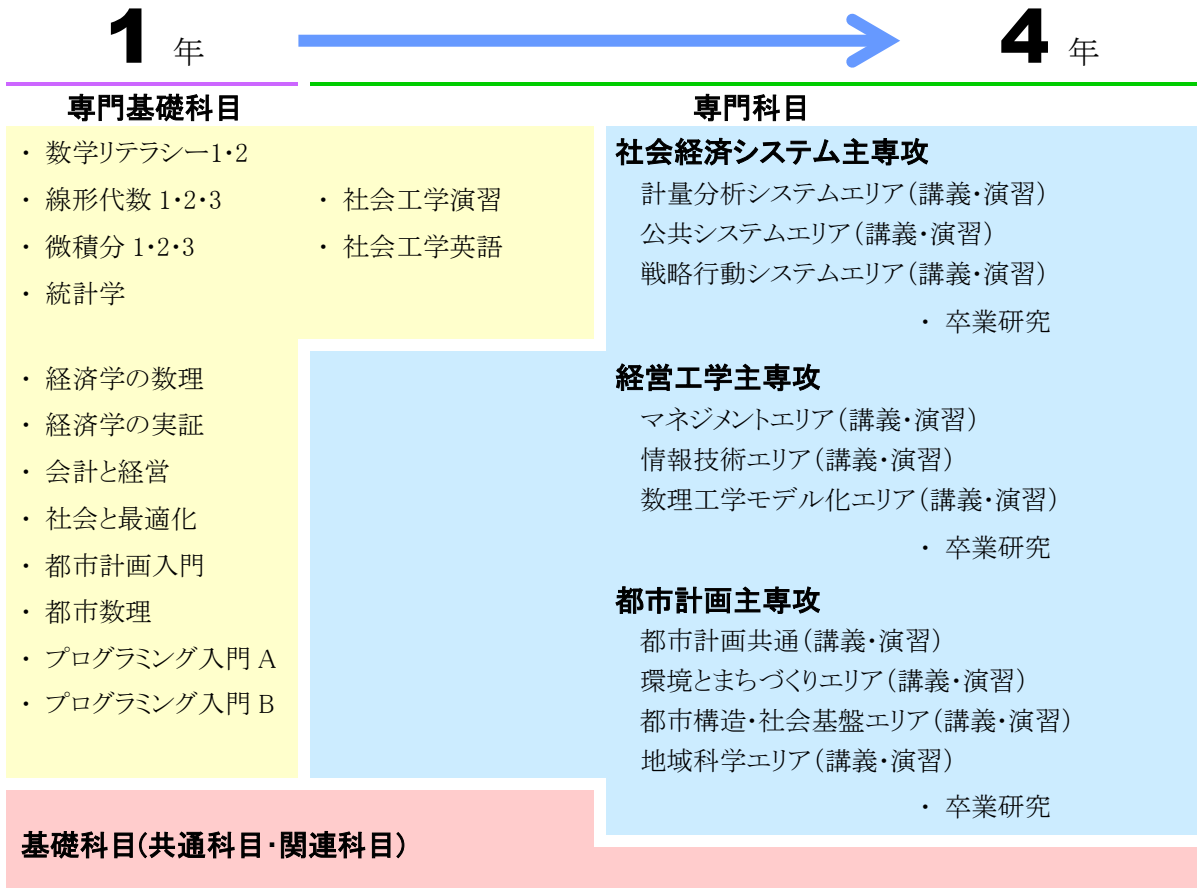 1 年 4 年
専門基礎科目
・ 数学リテラシー1・2
・ 線形代数 1・2・3
・ 微積分 1・2・3
・ 統計学
・ 社会工学演習
・ 社会工学英語
・ 経済学の数理
・ 経済学の実証
・ 会計と経営
・ 社会と最適化
・ 都市計画入門
・ 都市数理
・ プログラミング入門 A
・ プログラミング入門 B
専門科目
社会経済システム主専攻
計量分析システムエリア(講義・演習)
公共システムエリア(講義・演習)
戦略行動システムエリア(講義・演習)
・ 卒業研究
経営工学主専攻
マネジメントエリア(講義・演習)
情報技術エリア(講義・演習)
数理工学モデル化エリア(講義・演習)
・ 卒業研究
都市計画主専攻
都市計画共通(講義・演習)
環境とまちづくりエリア(講義・演習)
都市構造・社会基盤エリア(講義・演習)
地域科学エリア(講義・演習)
・ 卒業研究
基礎科目(共通科目・関連科目)